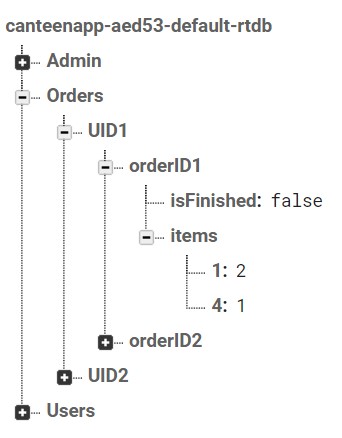 canteenapp-aed53-default-rtdb
Admin
Orders
UID1
orderID1
isFinished: false
items
1: 2
4: 1
orderID2
UID2
Users